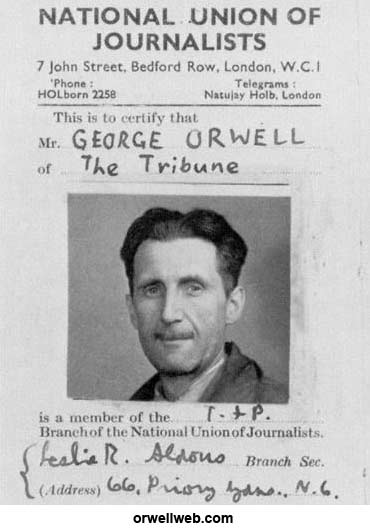 NATIONAL UNION OF
JOURNALISTS
7 John Street, Bedford Row, London, W.C.1
'Phone : Telegrams :
HOLborn 2258 Natujay Holb, London
This is to certify that
Mr. GEORGE ORWELL
of The Tribune
is a member of the T. & P.
Branch of the National Union of Journalists.
Leslie R. Aldous Branch Sec.
(Address) 66, Priory Gdns., N.6.
orwellweb.com